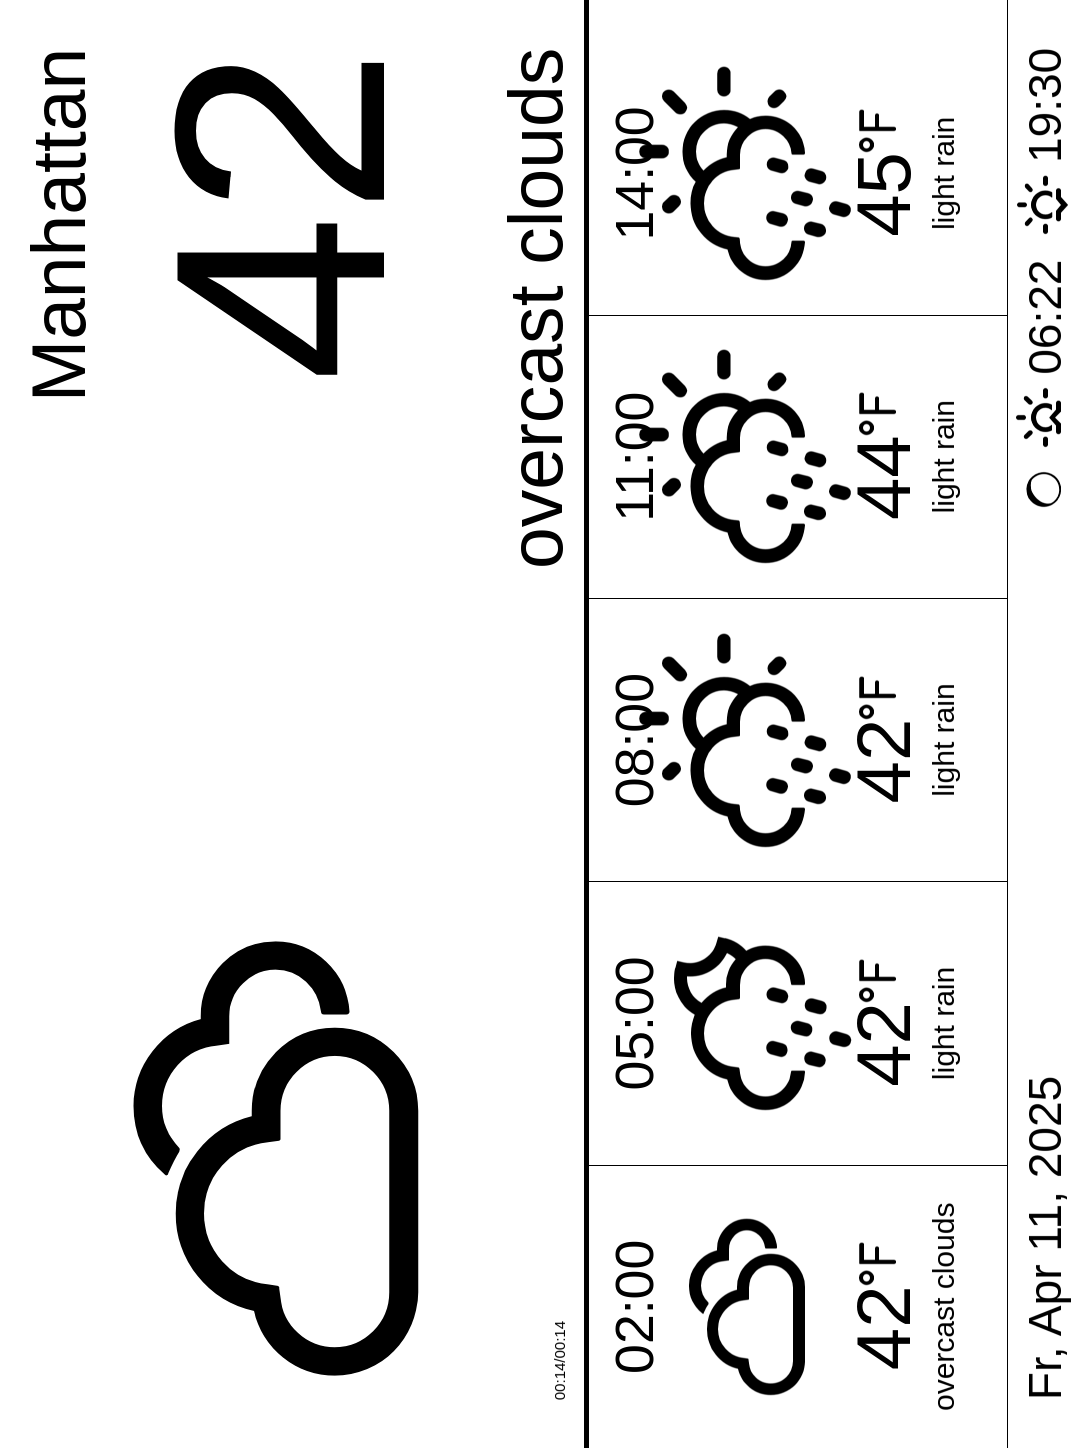 Manhattan
42
overcast clouds
00:14/00:14
02:00
42°F
overcast clouds
05:00
42°F
light rain
08:00
42°F
light rain
11:00
44°F
light rain
14:00
45°F
light rain
Fr, Apr 11, 2025
06:22
19:30